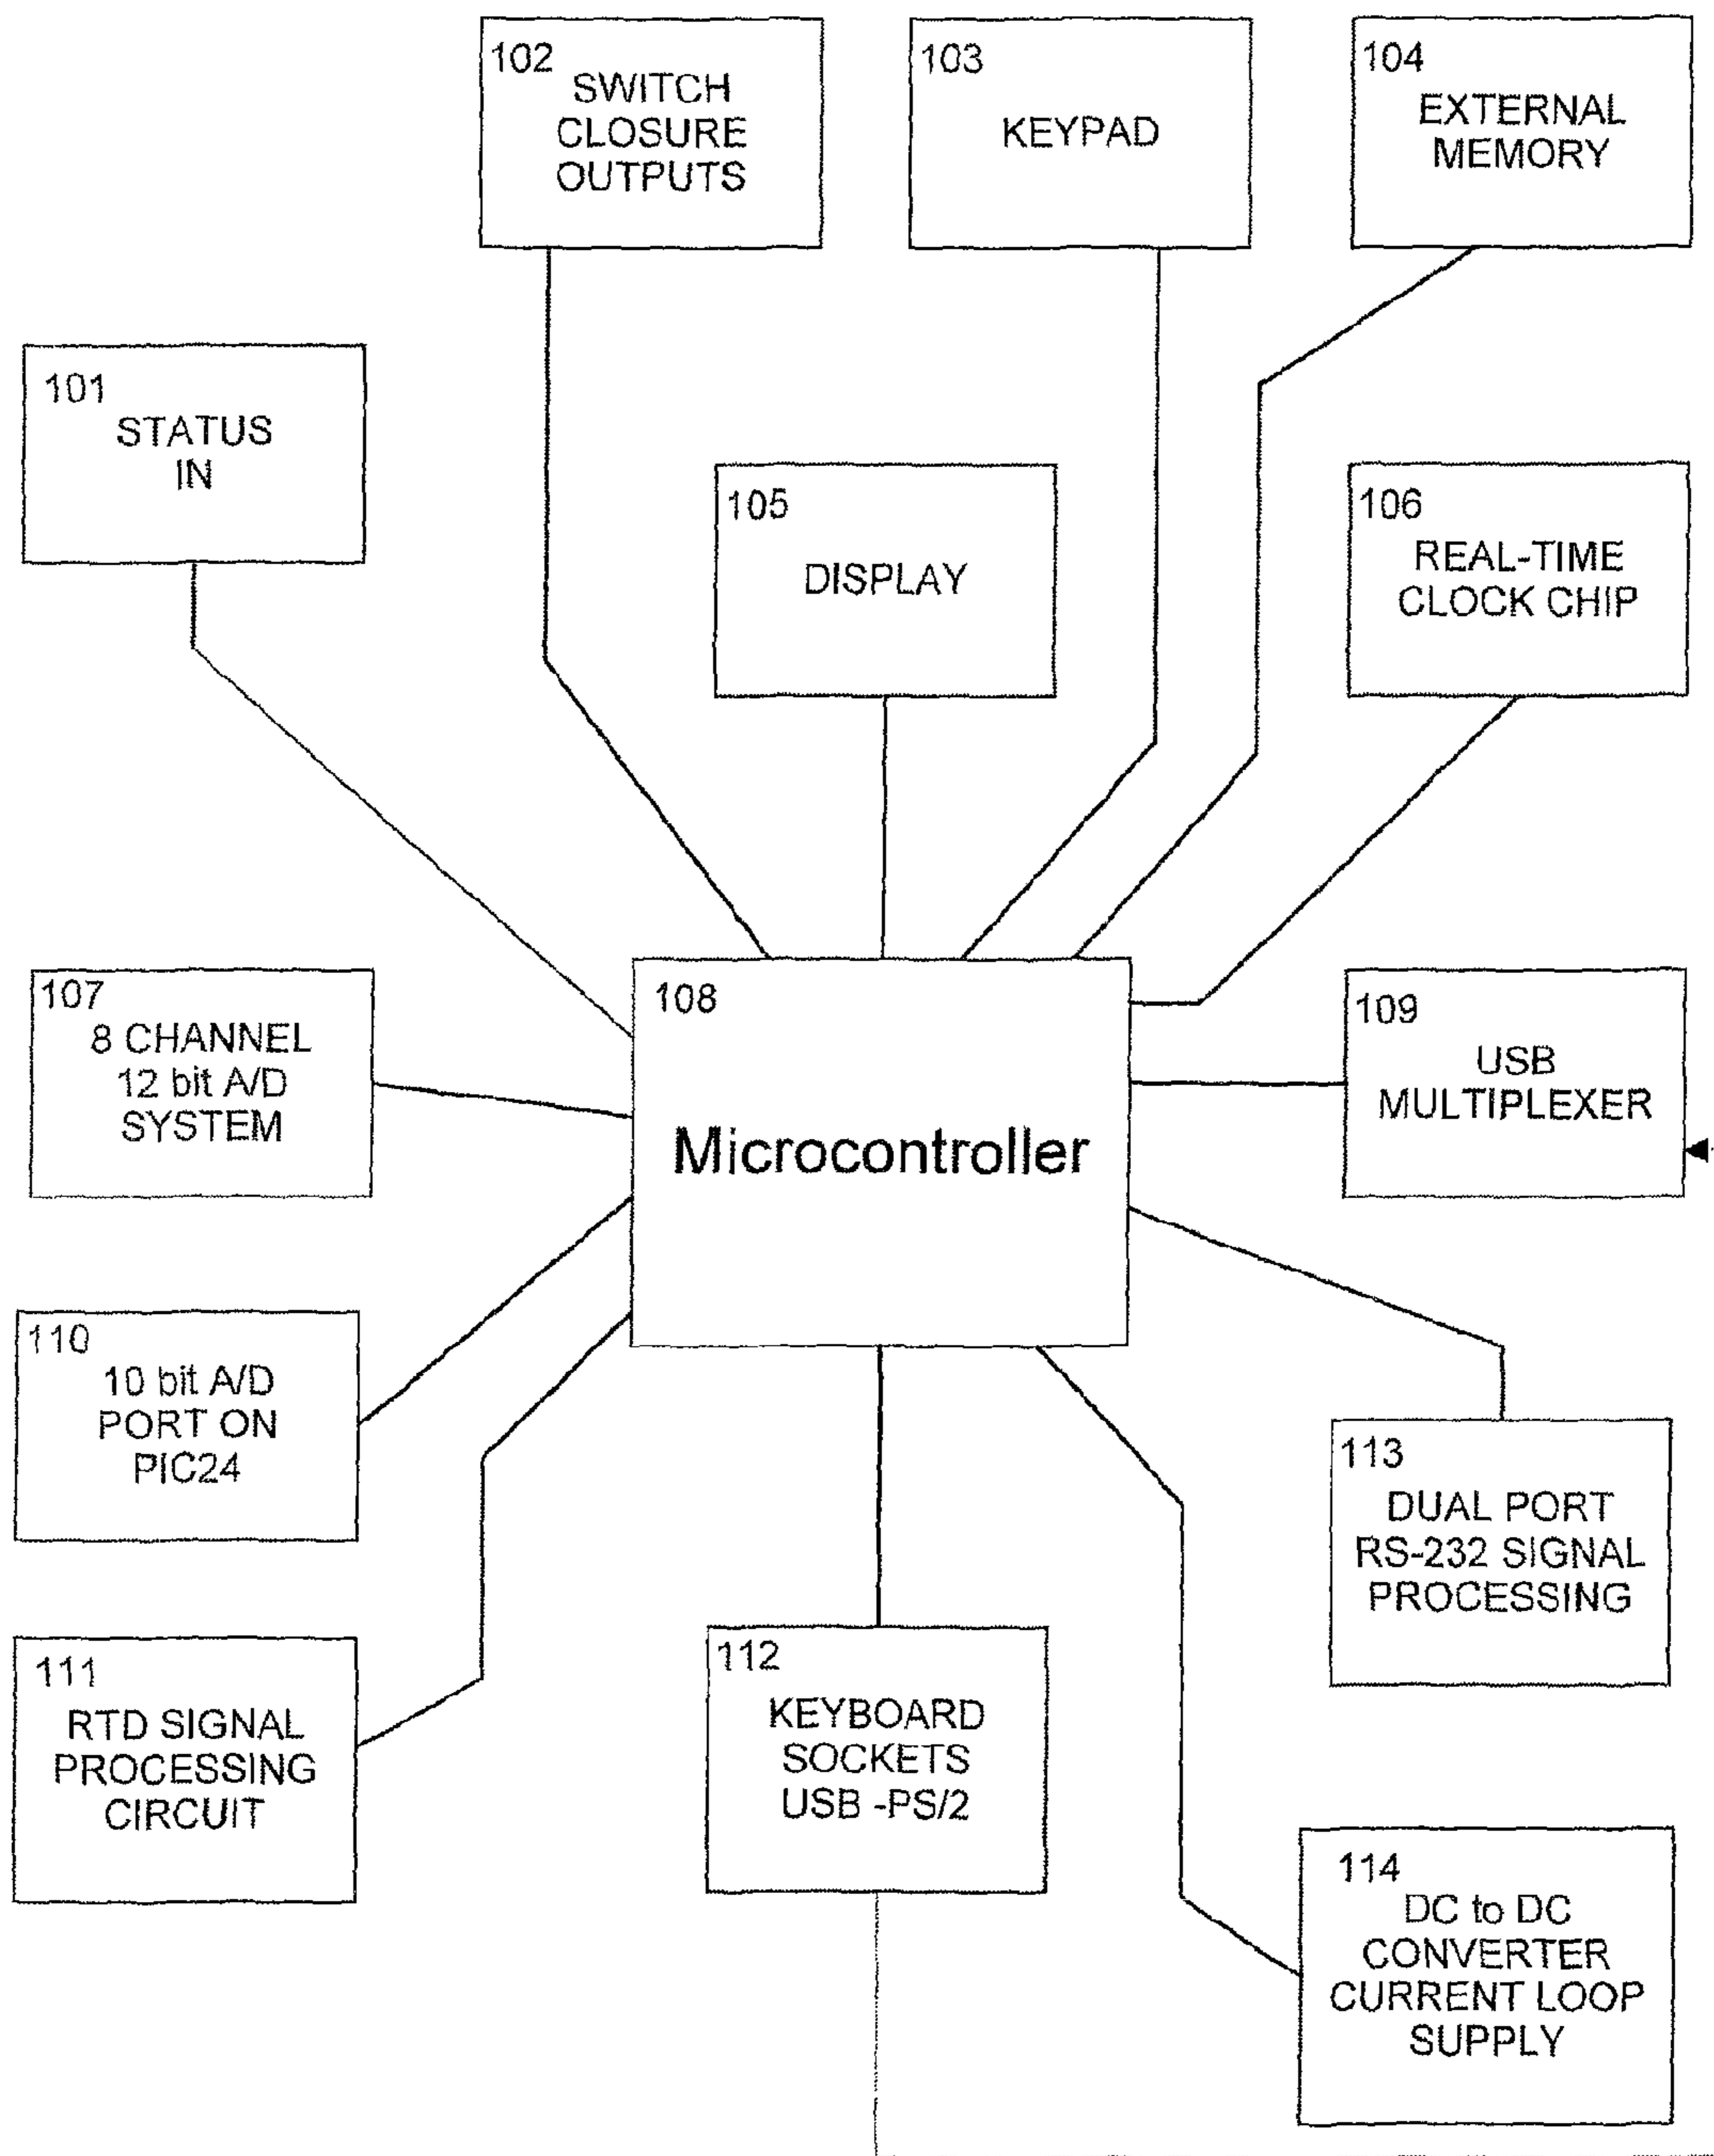 102
SWITCH
CLOSURE
OUTPUTS
103
KEYPAD
104
EXTERNAL
MEMORY
101
STATUS
IN
105
DISPLAY
106
REAL-TIME
CLOCK CHIP
107
8 CHANNEL
12 bit A/D
SYSTEM
108
Microcontroller
109
USB
MULTIPLEXER
110
10 bit A/D
PORT ON
PIC24
113
DUAL PORT
RS-232 SIGNAL
PROCESSING
111
RTD SIGNAL
PROCESSING
CIRCUIT
112
KEYBOARD
SOCKETS
USB -PS/2
114
DC to DC
CONVERTER
CURRENT LOOP
SUPPLY